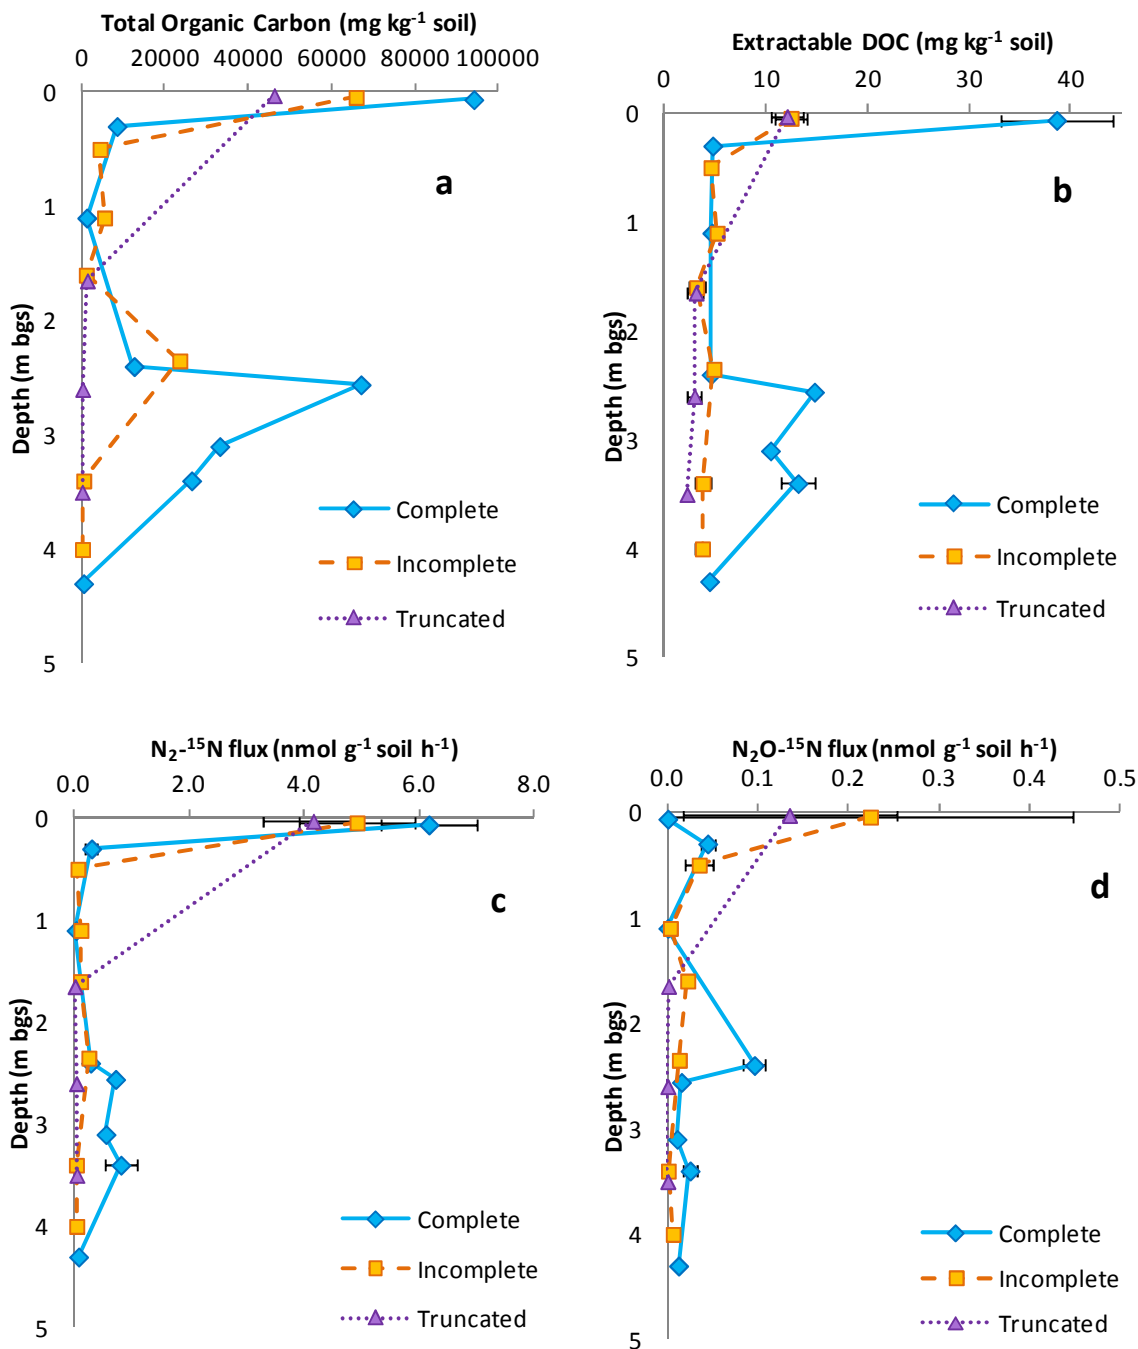 Total Organic Carbon (mg kg⁻¹ soil)
0 20000 40000 60000 80000 100000
0
1
2
3
4
5
Depth (m bgs)
a
Complete
Incomplete
Truncated
Extractable DOC (mg kg⁻¹ soil)
0 10 20 30 40
0
1
2
3
4
5
Depth (m bgs)
b
Complete
Incomplete
Truncated
N₂-¹⁵N flux (nmol g⁻¹ soil h⁻¹)
0.0 2.0 4.0 6.0 8.0
0
1
2
3
4
5
Depth (m bgs)
c
Complete
Incomplete
Truncated
N₂O-¹⁵N flux (nmol g⁻¹ soil h⁻¹)
0.0 0.1 0.2 0.3 0.4 0.5
0
1
2
3
4
5
Depth (m bgs)
d
Complete
Incomplete
Truncated